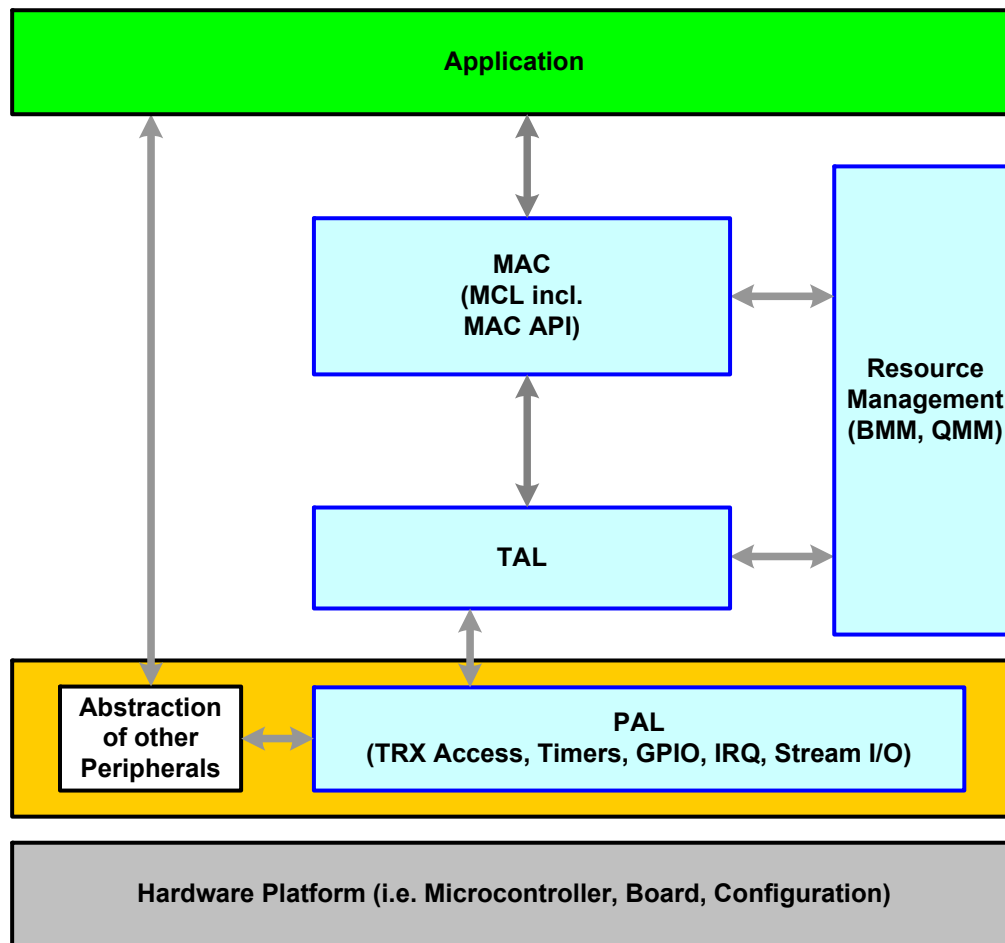 Application
MAC
(MCL incl.
MAC API)
Resource
Management
(BMM, QMM)
TAL
Abstraction
of other
Peripherals
PAL
(TRX Access, Timers, GPIO, IRQ, Stream I/O)
Hardware Platform (i.e. Microcontroller, Board, Configuration)